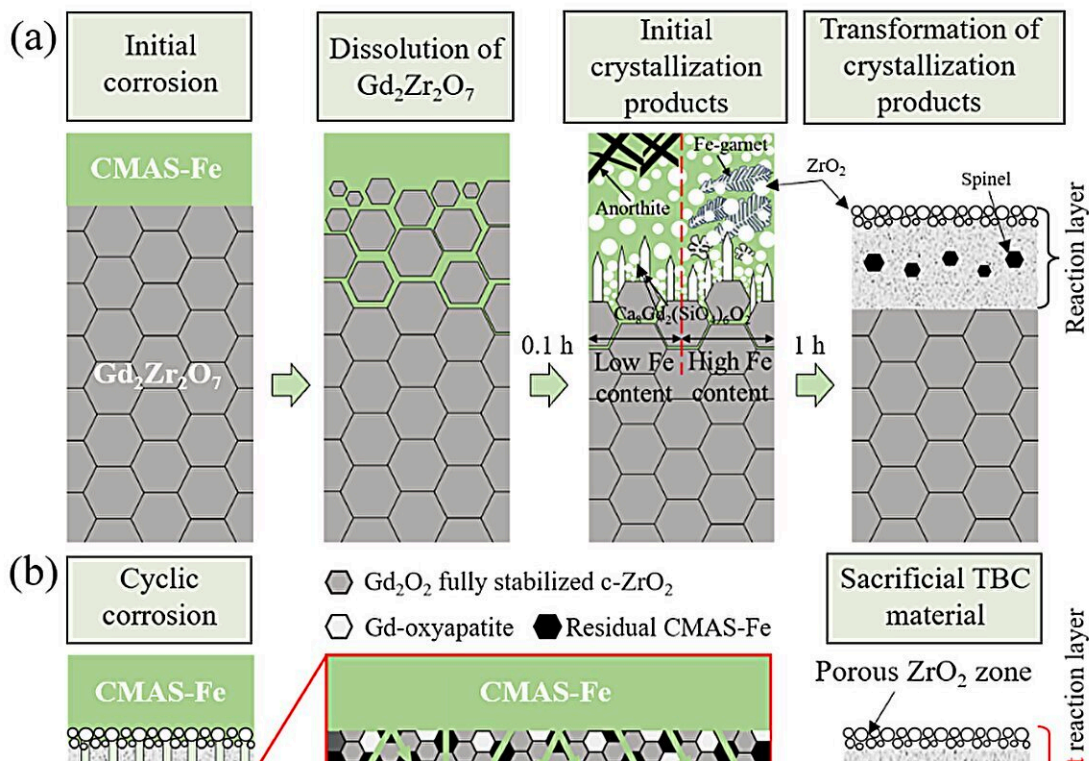 (a)
Initial
corrosion
Dissolution of
Gd₂Zr₂O₇
Initial
crystallization
products
Transformation of
crystallization
products
CMAS-Fe
Gd₂Zr₂O₇
Fe-garnet
Anorthite
ZrO₂
Spinel
Reaction layer
Ca₈Gd₂(SiO₄)₆O₂
0.1 h
Low Fe
content
High Fe
content
1 h
(b)
Cyclic
corrosion
Gd₂O₂ fully stabilized c-ZrO₂
Gd-oxyapatite
Residual CMAS-Fe
Sacrificial TBC
material
CMAS-Fe
CMAS-Fe
Porous ZrO₂ zone
reaction layer